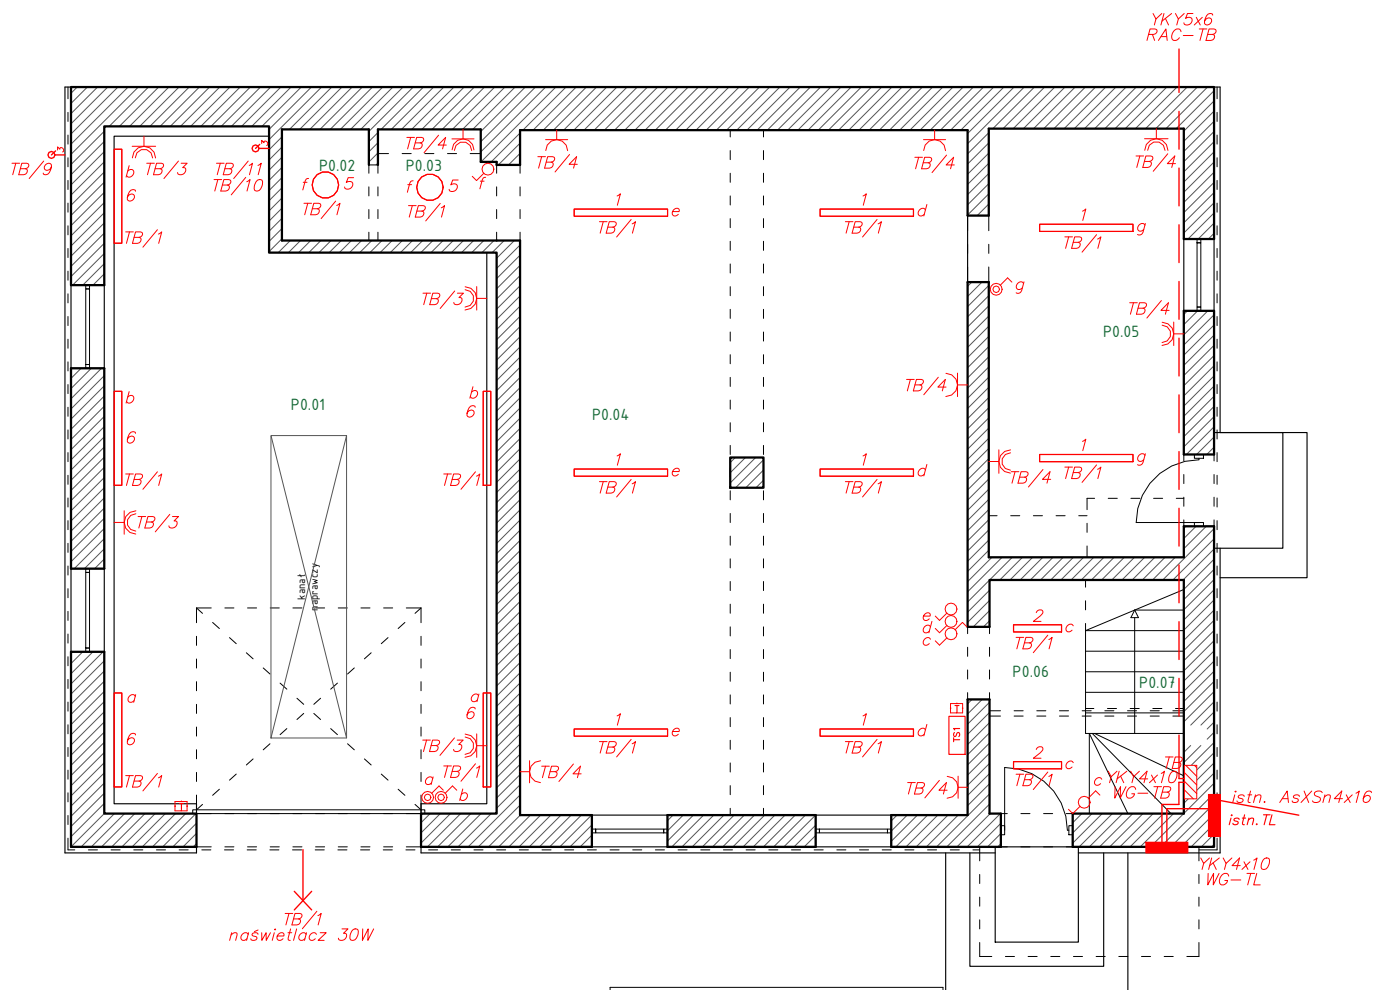 YKY5x6
RAC-TB
3
TB/9
b
6
TB/1
TB/3
3
TB/11
TB/10
P0.02
f 5
TB/1
P0.03
f 5
TB/1
TB/4
f
TB/4
TB/4
TB/4
1
e
TB/1
1
d
TB/1
1
g
TB/1
TB/3
g
TB/4
P0.05
TB/4
b
6
TB/1
P0.01
b
6
TB/1
P0.04
1
e
TB/1
1
d
TB/1
1
g
TB/1
TB/4
TB/3
kanał
naprawczy
e
d
c
2
c
TB/1
P0.06
P0.07
a
6
TB/1
a
6
TB/3
TB/1
a
b
1
e
TB/1
1
d
TB/1
T
TS1
TB/4
TB/4
2
c
TB/1
c
TB
YKY4x10
WG-TB
istn. AsXSn4x16
istn.TL
YKY4x10
WG-TL
TB/1
naświetlacz 30W